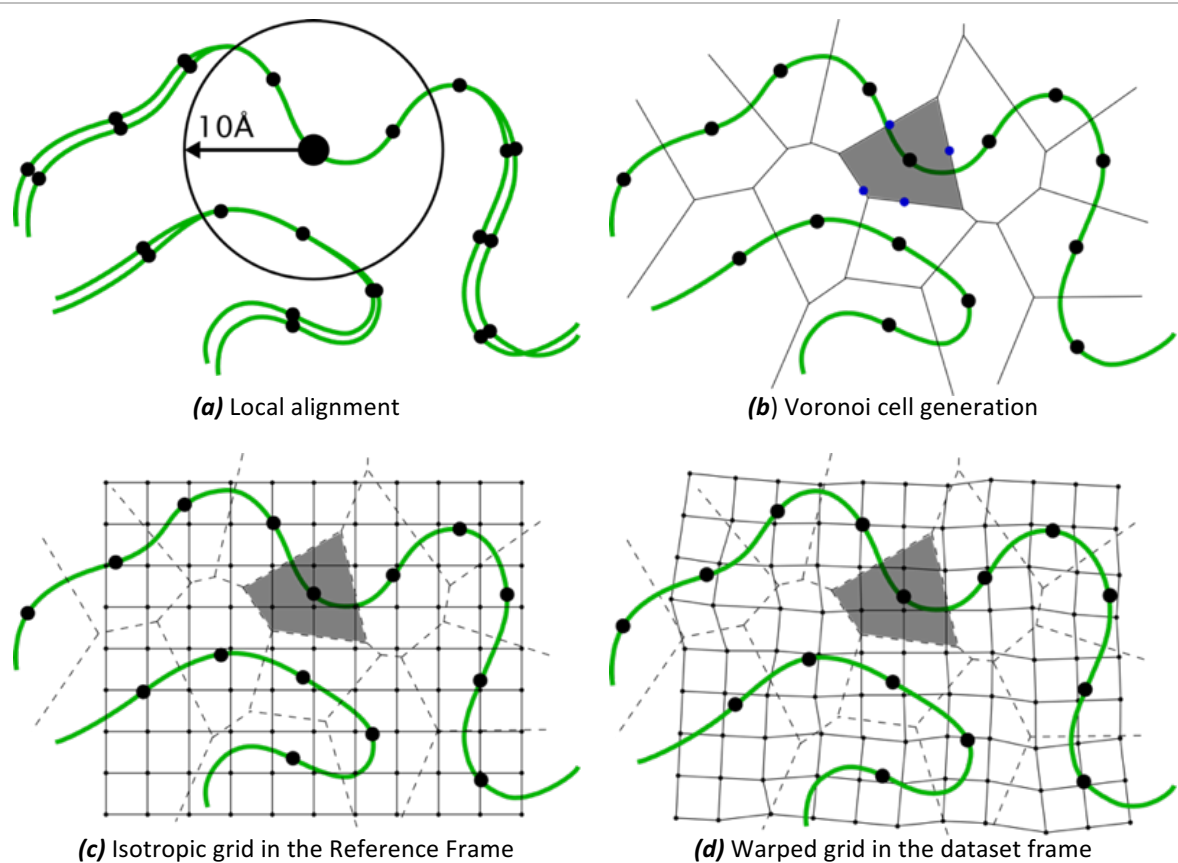 10Å
(a) Local alignment
(b) Voronoi cell generation
(c) Isotropic grid in the Reference Frame
(d) Warped grid in the dataset frame